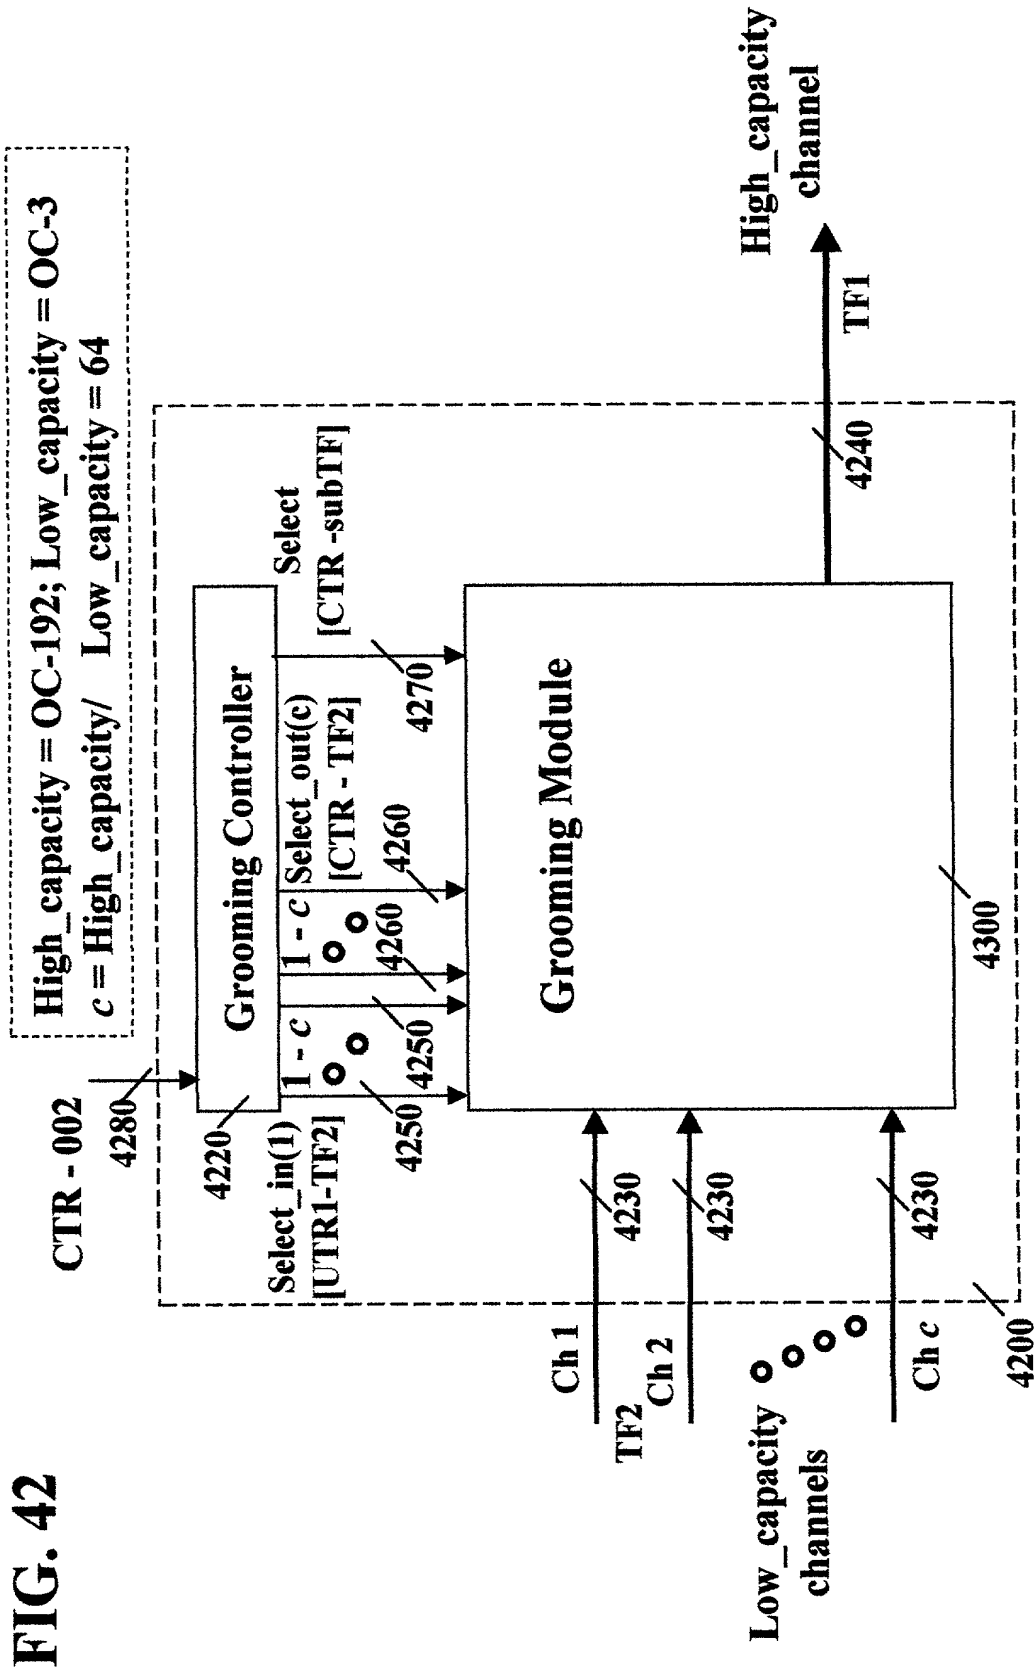 FIG. 42
High_capacity = OC-192; Low_capacity = OC-3
c = High_capacity/ Low_capacity = 64
CTR - 002
4280
4220
Grooming Controller
Select_in(1)
[UTR1-TF2]
1 - c
4250
4250
1 - c
4260
Select_out(c)
[CTR - TF2]
4260
Select
[CTR -subTF]
4270
Grooming Module
Ch 1
TF2
Ch 2
Ch c
4230
4230
4230
Low_capacity
channels
High_capacity
channel
TF1
4240
4300
4200